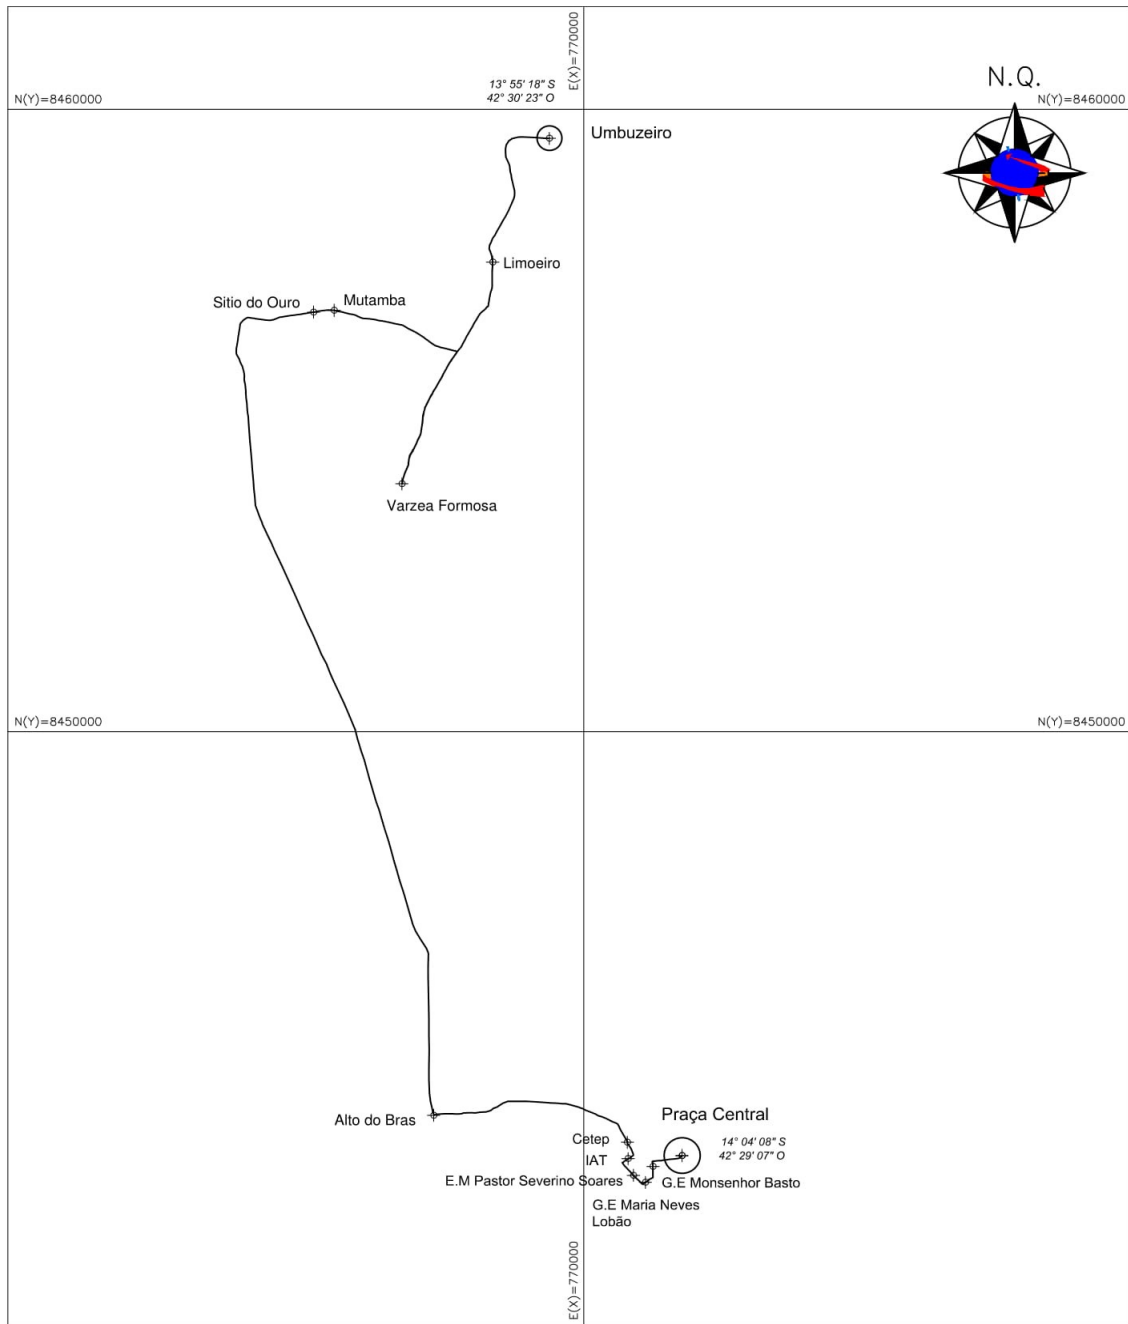 E(X)=770000
N.Q.
13° 55' 18" S
42° 30' 23" O
N(Y)=8460000
N(Y)=8460000
Umbuzeiro
Limoeiro
Sitio do Ouro
Mutamba
Varzea Formosa
N(Y)=8450000
N(Y)=8450000
Alto do Bras
Praça Central
14° 04' 08" S
42° 29' 07" O
Cetep
IAT
E.M Pastor Severino Soares
G.E Monsenhor Basto
G.E Maria Neves
Lobão
E(X)=770000